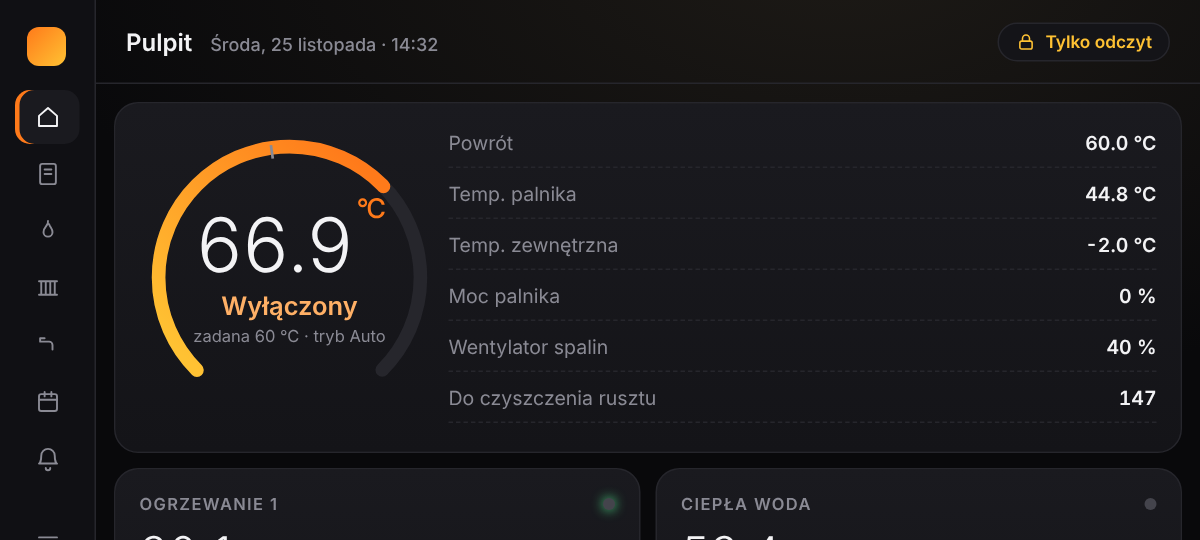 Pulpit Środa, 25 listopada · 14:32
Tylko odczyt
66.9 °C
Wyłączony
zadana 60 °C · tryb Auto
Powrót 60.0 °C
Temp. palnika 44.8 °C
Temp. zewnętrzna -2.0 °C
Moc palnika 0 %
Wentylator spalin 40 %
Do czyszczenia rusztu 147
OGRZEWANIE 1
CIEPŁA WODA